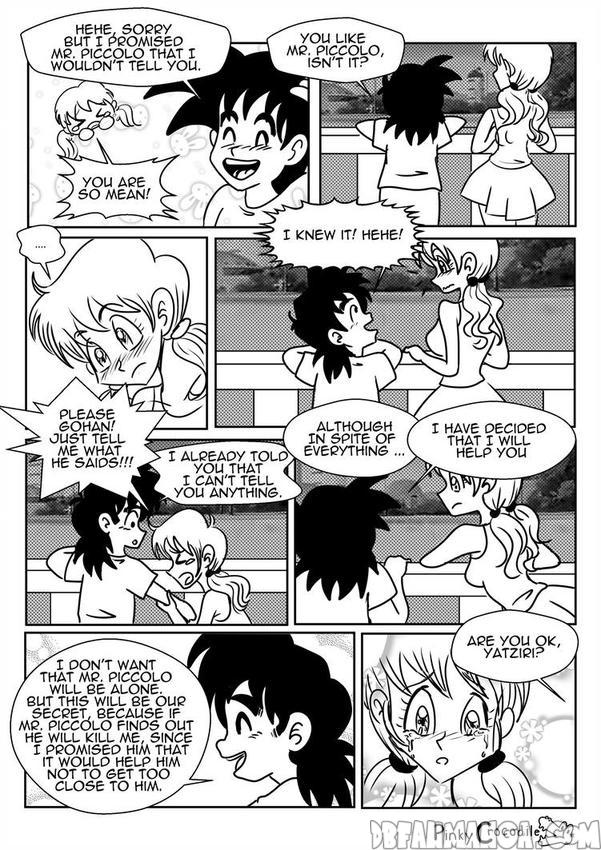 HEHE, SORRY
BUT I PROMISED
MR. PICCOLO THAT I
WOULDN'T TELL YOU.
YOU ARE
SO MEAN!
YOU LIKE
MR. PICCOLO,
ISN'T IT?
....
I KNEW IT! HEHE!
PLEASE
GOHAN!
JUST TELL
ME WHAT
HE SAIDS!!!
I ALREADY TOLD
YOU THAT
I CAN'T TELL
YOU ANYTHING.
ALTHOUGH
IN SPITE OF
EVERYTHING ...
I HAVE DECIDED
THAT I WILL
HELP YOU
I DON'T WANT
THAT MR. PICCOLO
WILL BE ALONE.
BUT THIS WILL BE OUR
SECRET, BECAUSE IF
MR. PICCOLO FINDS OUT
HE WILL KILL ME, SINCE
I PROMISED HIM THAT
IT WOULD HELP HIM
NOT TO GET TOO
CLOSE TO HIM.
ARE YOU OK,
YATZIRI?
Pinky Crocodile
DBFANMANGA.COM